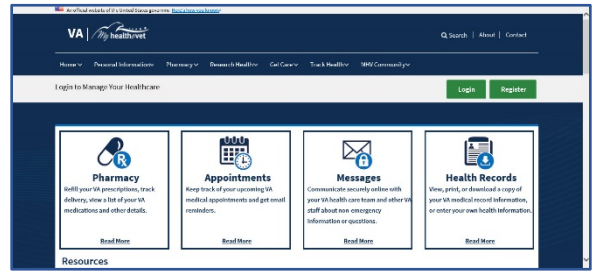 An official website of the United States government Here's how you know
VA | My healthevet
Search | About | Contact
Home Personal Information Pharmacy Research Health Get Care Track Health MHV Community
Login to Manage Your Healthcare
Login Register
Pharmacy
Refill your VA prescriptions, track
delivery, view a list of your VA
medications and other details.
Read More
Appointments
Keep track of your upcoming VA
medical appointments and get email
reminders.
Read More
Messages
Communicate securely online with
your VA health care team and other VA
staff about non emergency
information or questions.
Read More
Health Records
View, print, or download a copy of
your VA medical record information,
or enter your own health information.
Read More
Resources